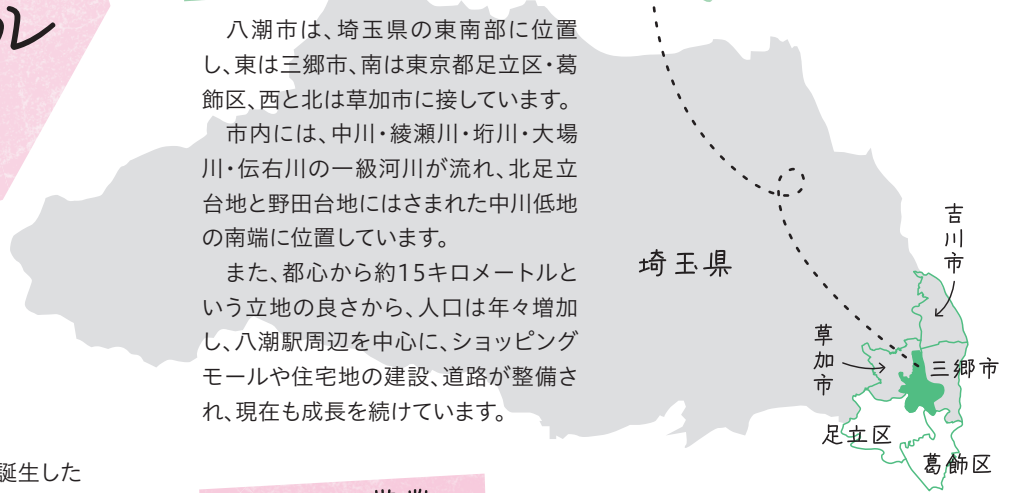 ル
八潮市は、埼玉県の東南部に位置
し、東は三郷市、南は東京都足立区・葛
飾区、西と北は草加市に接しています。
市内には、中川・綾瀬川・垳川・大場
川・伝右川の一級河川が流れ、北足立
台地と野田台地にはさまれた中川低地
の南端に位置しています。
また、都心から約15キロメートルと
いう立地の良さから、人口は年々増加
し、八潮駅周辺を中心に、ショッピング
モールや住宅地の建設、道路が整備さ
れ、現在も成長を続けています。
埼玉県
吉川市
草加市
三郷市
足立区
葛飾区
誕生した